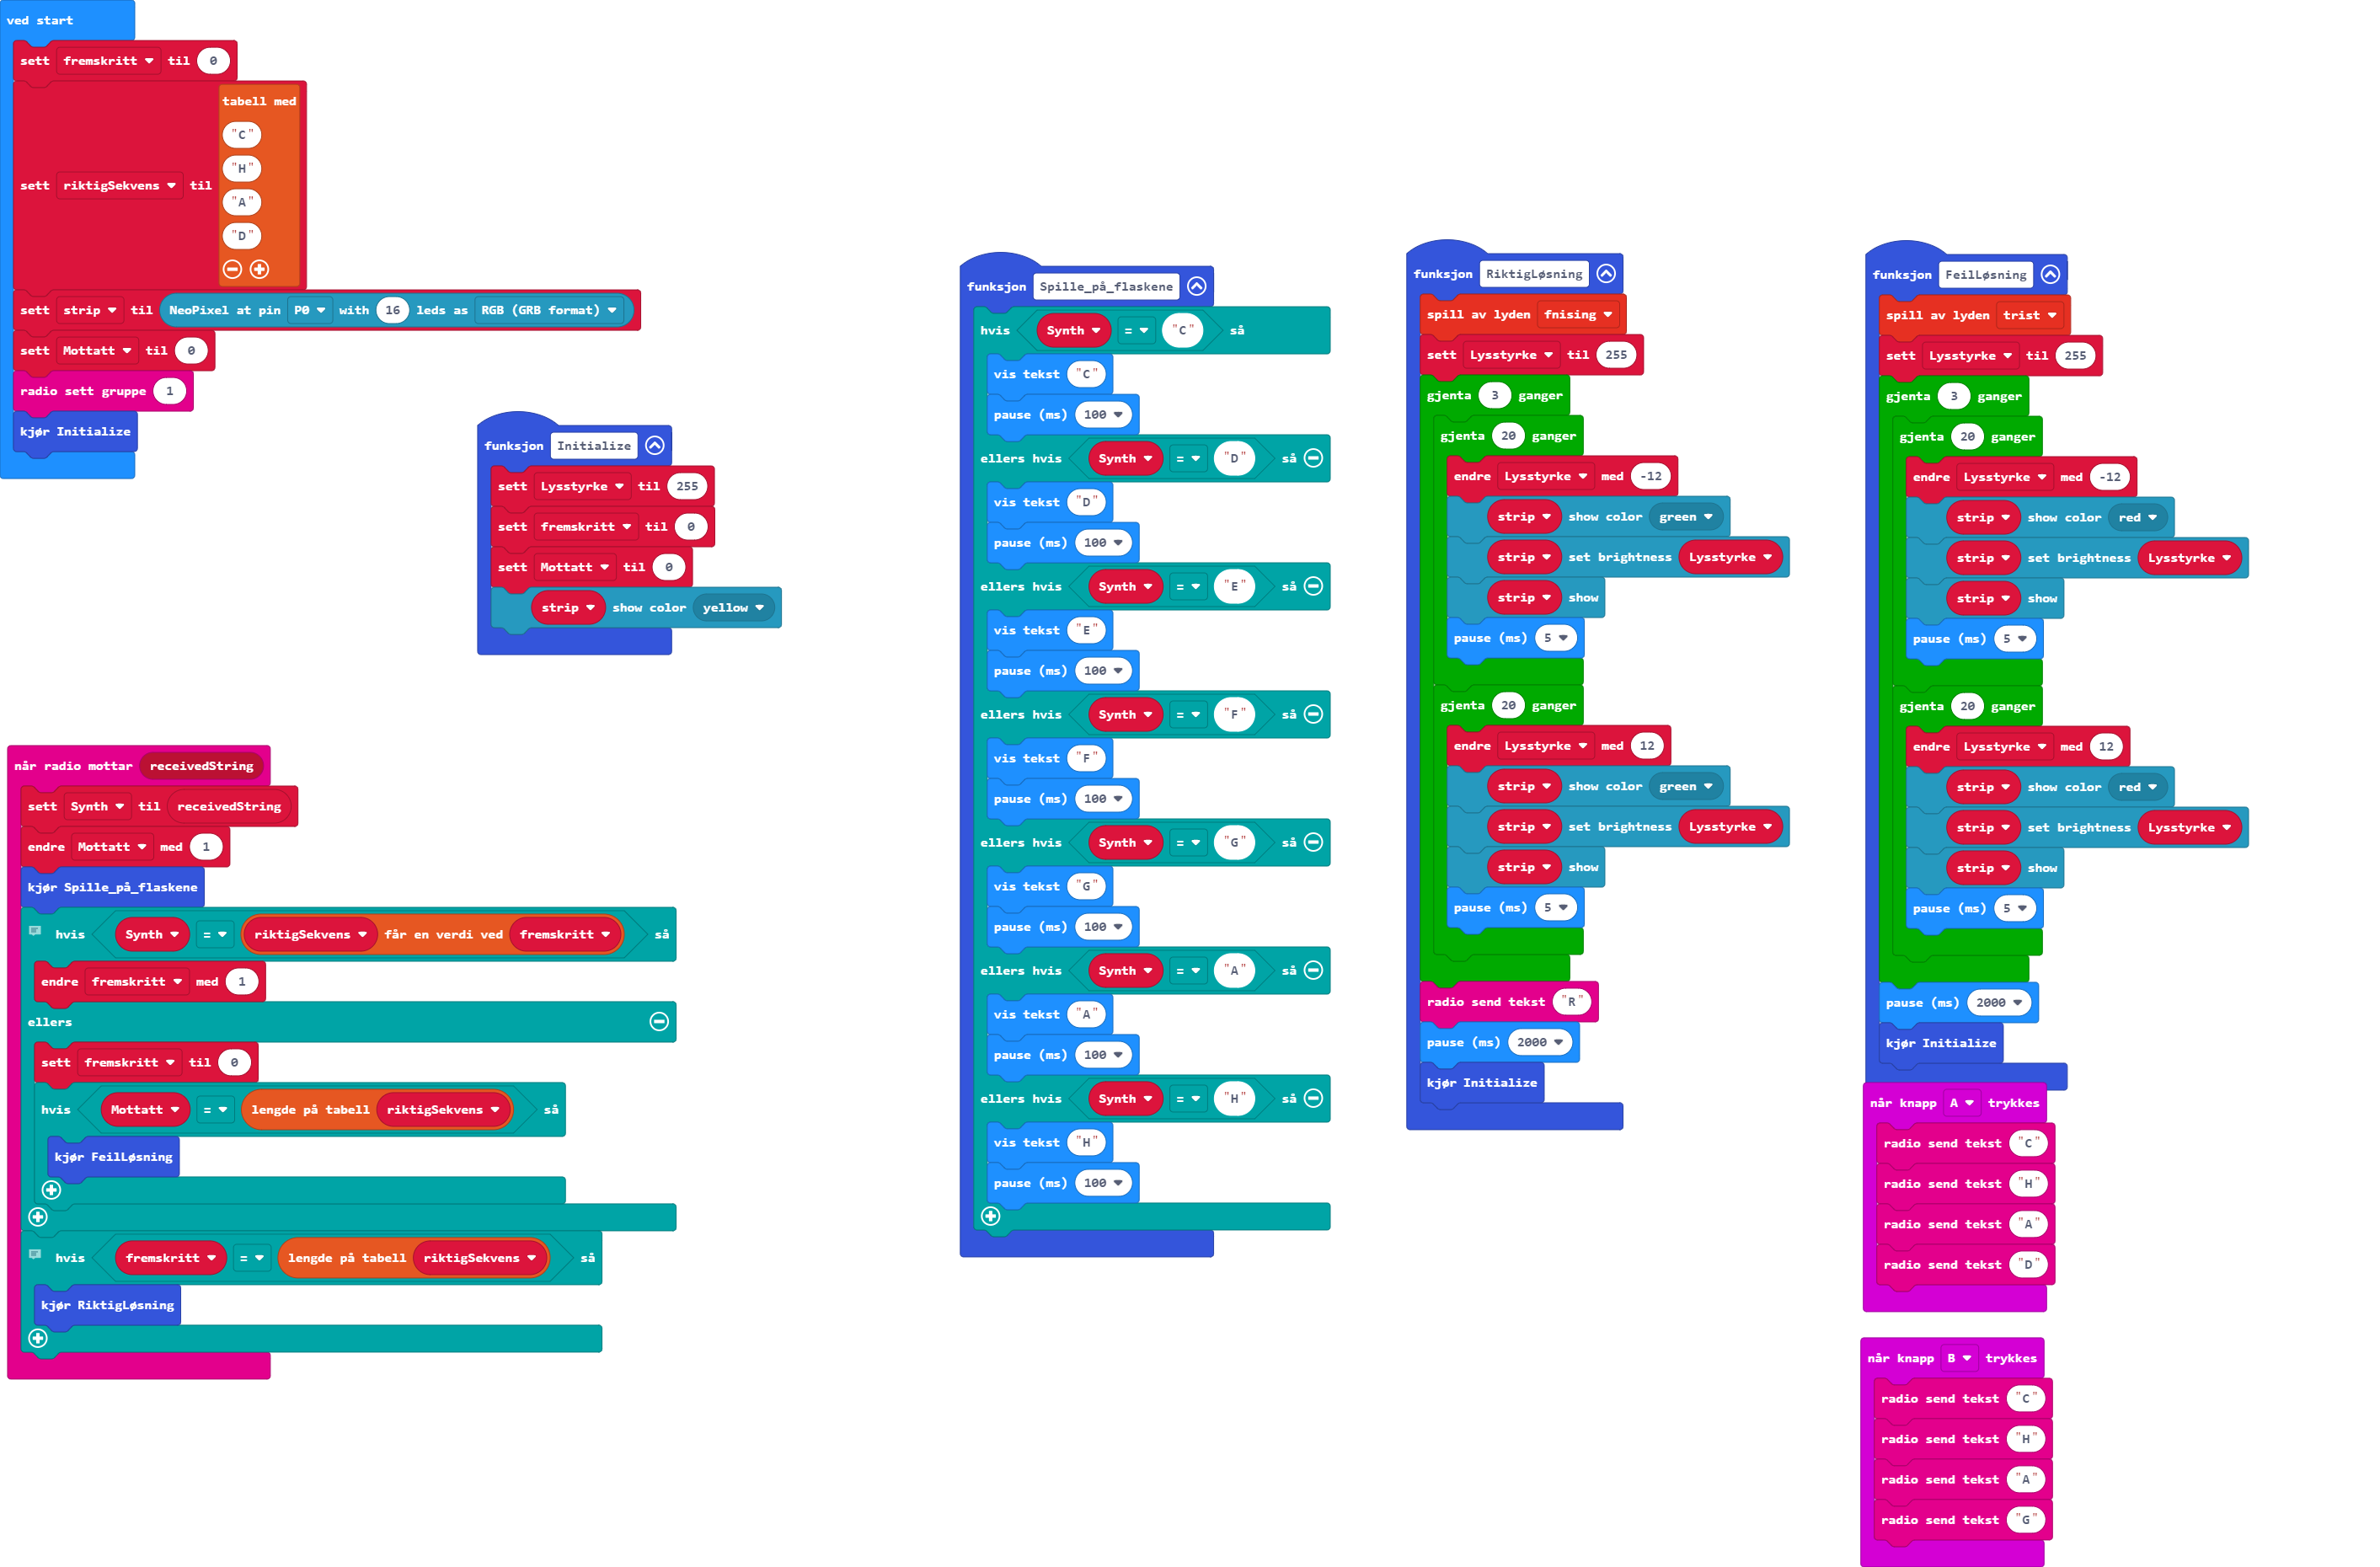 ved start
sett fremskritt til 0
tabell med
"C"
"H"
"A"
"D"
sett riktigSekvens til
sett strip til NeoPixel at pin P0 with 16 leds as RGB (GRB format)
sett Mottatt til 0
radio sett gruppe 1
kjør Initialize
funksjon Initialize
sett Lysstyrke til 255
sett fremskritt til 0
sett Mottatt til 0
strip show color yellow
når radio mottar receivedString
sett Synth til receivedString
endre Mottatt med 1
kjør Spille_på_flaskene
hvis Synth = riktigSekvens får en verdi ved fremskritt så
endre fremskritt med 1
ellers
sett fremskritt til 0
hvis Mottatt = lengde på tabell riktigSekvens så
kjør FeilLøsning
hvis fremskritt = lengde på tabell riktigSekvens så
kjør RiktigLøsning
funksjon Spille_på_flaskene
hvis Synth = "C" så
vis tekst "C"
pause (ms) 100
ellers hvis Synth = "D" så
vis tekst "D"
pause (ms) 100
ellers hvis Synth = "E" så
vis tekst "E"
pause (ms) 100
ellers hvis Synth = "F" så
vis tekst "F"
pause (ms) 100
ellers hvis Synth = "G" så
vis tekst "G"
pause (ms) 100
ellers hvis Synth = "A" så
vis tekst "A"
pause (ms) 100
ellers hvis Synth = "H" så
vis tekst "H"
pause (ms) 100
funksjon RiktigLøsning
spill av lyden fnising
sett Lysstyrke til 255
gjenta 3 ganger
gjenta 20 ganger
endre Lysstyrke med -12
strip show color green
strip set brightness Lysstyrke
strip show
pause (ms) 5
gjenta 20 ganger
endre Lysstyrke med 12
strip show color green
strip set brightness Lysstyrke
strip show
pause (ms) 5
radio send tekst "R"
pause (ms) 2000
kjør Initialize
funksjon FeilLøsning
spill av lyden trist
sett Lysstyrke til 255
gjenta 3 ganger
gjenta 20 ganger
endre Lysstyrke med -12
strip show color red
strip set brightness Lysstyrke
strip show
pause (ms) 5
gjenta 20 ganger
endre Lysstyrke med 12
strip show color red
strip set brightness Lysstyrke
strip show
pause (ms) 5
pause (ms) 2000
kjør Initialize
når knapp A trykkes
radio send tekst "C"
radio send tekst "H"
radio send tekst "A"
radio send tekst "D"
når knapp B trykkes
radio send tekst "C"
radio send tekst "H"
radio send tekst "A"
radio send tekst "G"